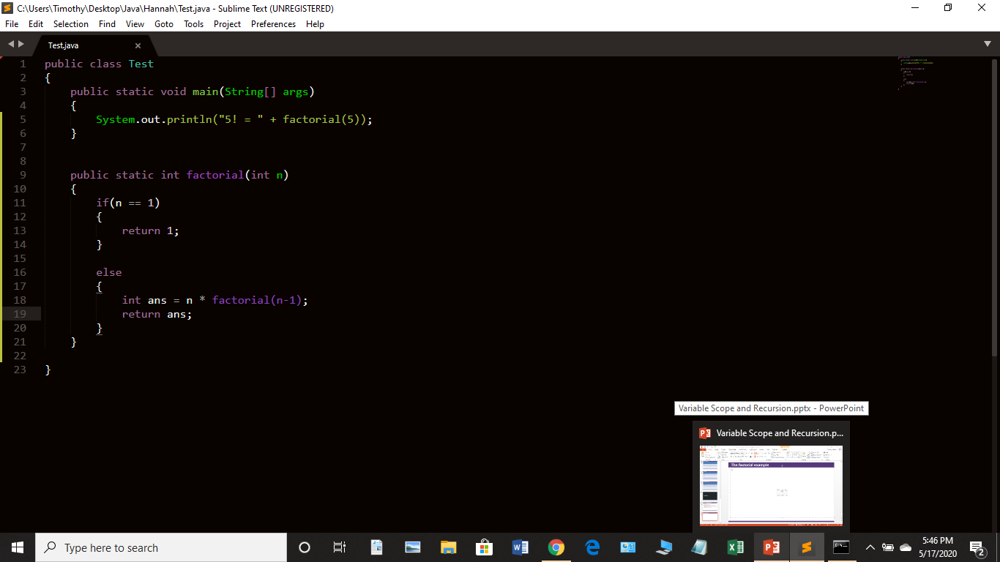 C:\Users\Timothy\Desktop\Java\Hannah\Test.java - Sublime Text (UNREGISTERED)
File Edit Selection Find View Goto Tools Project Preferences Help
Test.java
1 public class Test
2 {
3     public static void main(String[] args)
4     {
5         System.out.println("5! = " + factorial(5));
6     }
7
8
9     public static int factorial(int n)
10     {
11         if(n == 1)
12         {
13             return 1;
14         }
15
16         else
17         {
18             int ans = n * factorial(n-1);
19             return ans;
20         }
21     }
22
23 }
Variable Scope and Recursion.pptx - PowerPoint
Variable Scope and Recursion.p...
The factorial example
Type here to search
5:46 PM
5/17/2020
2